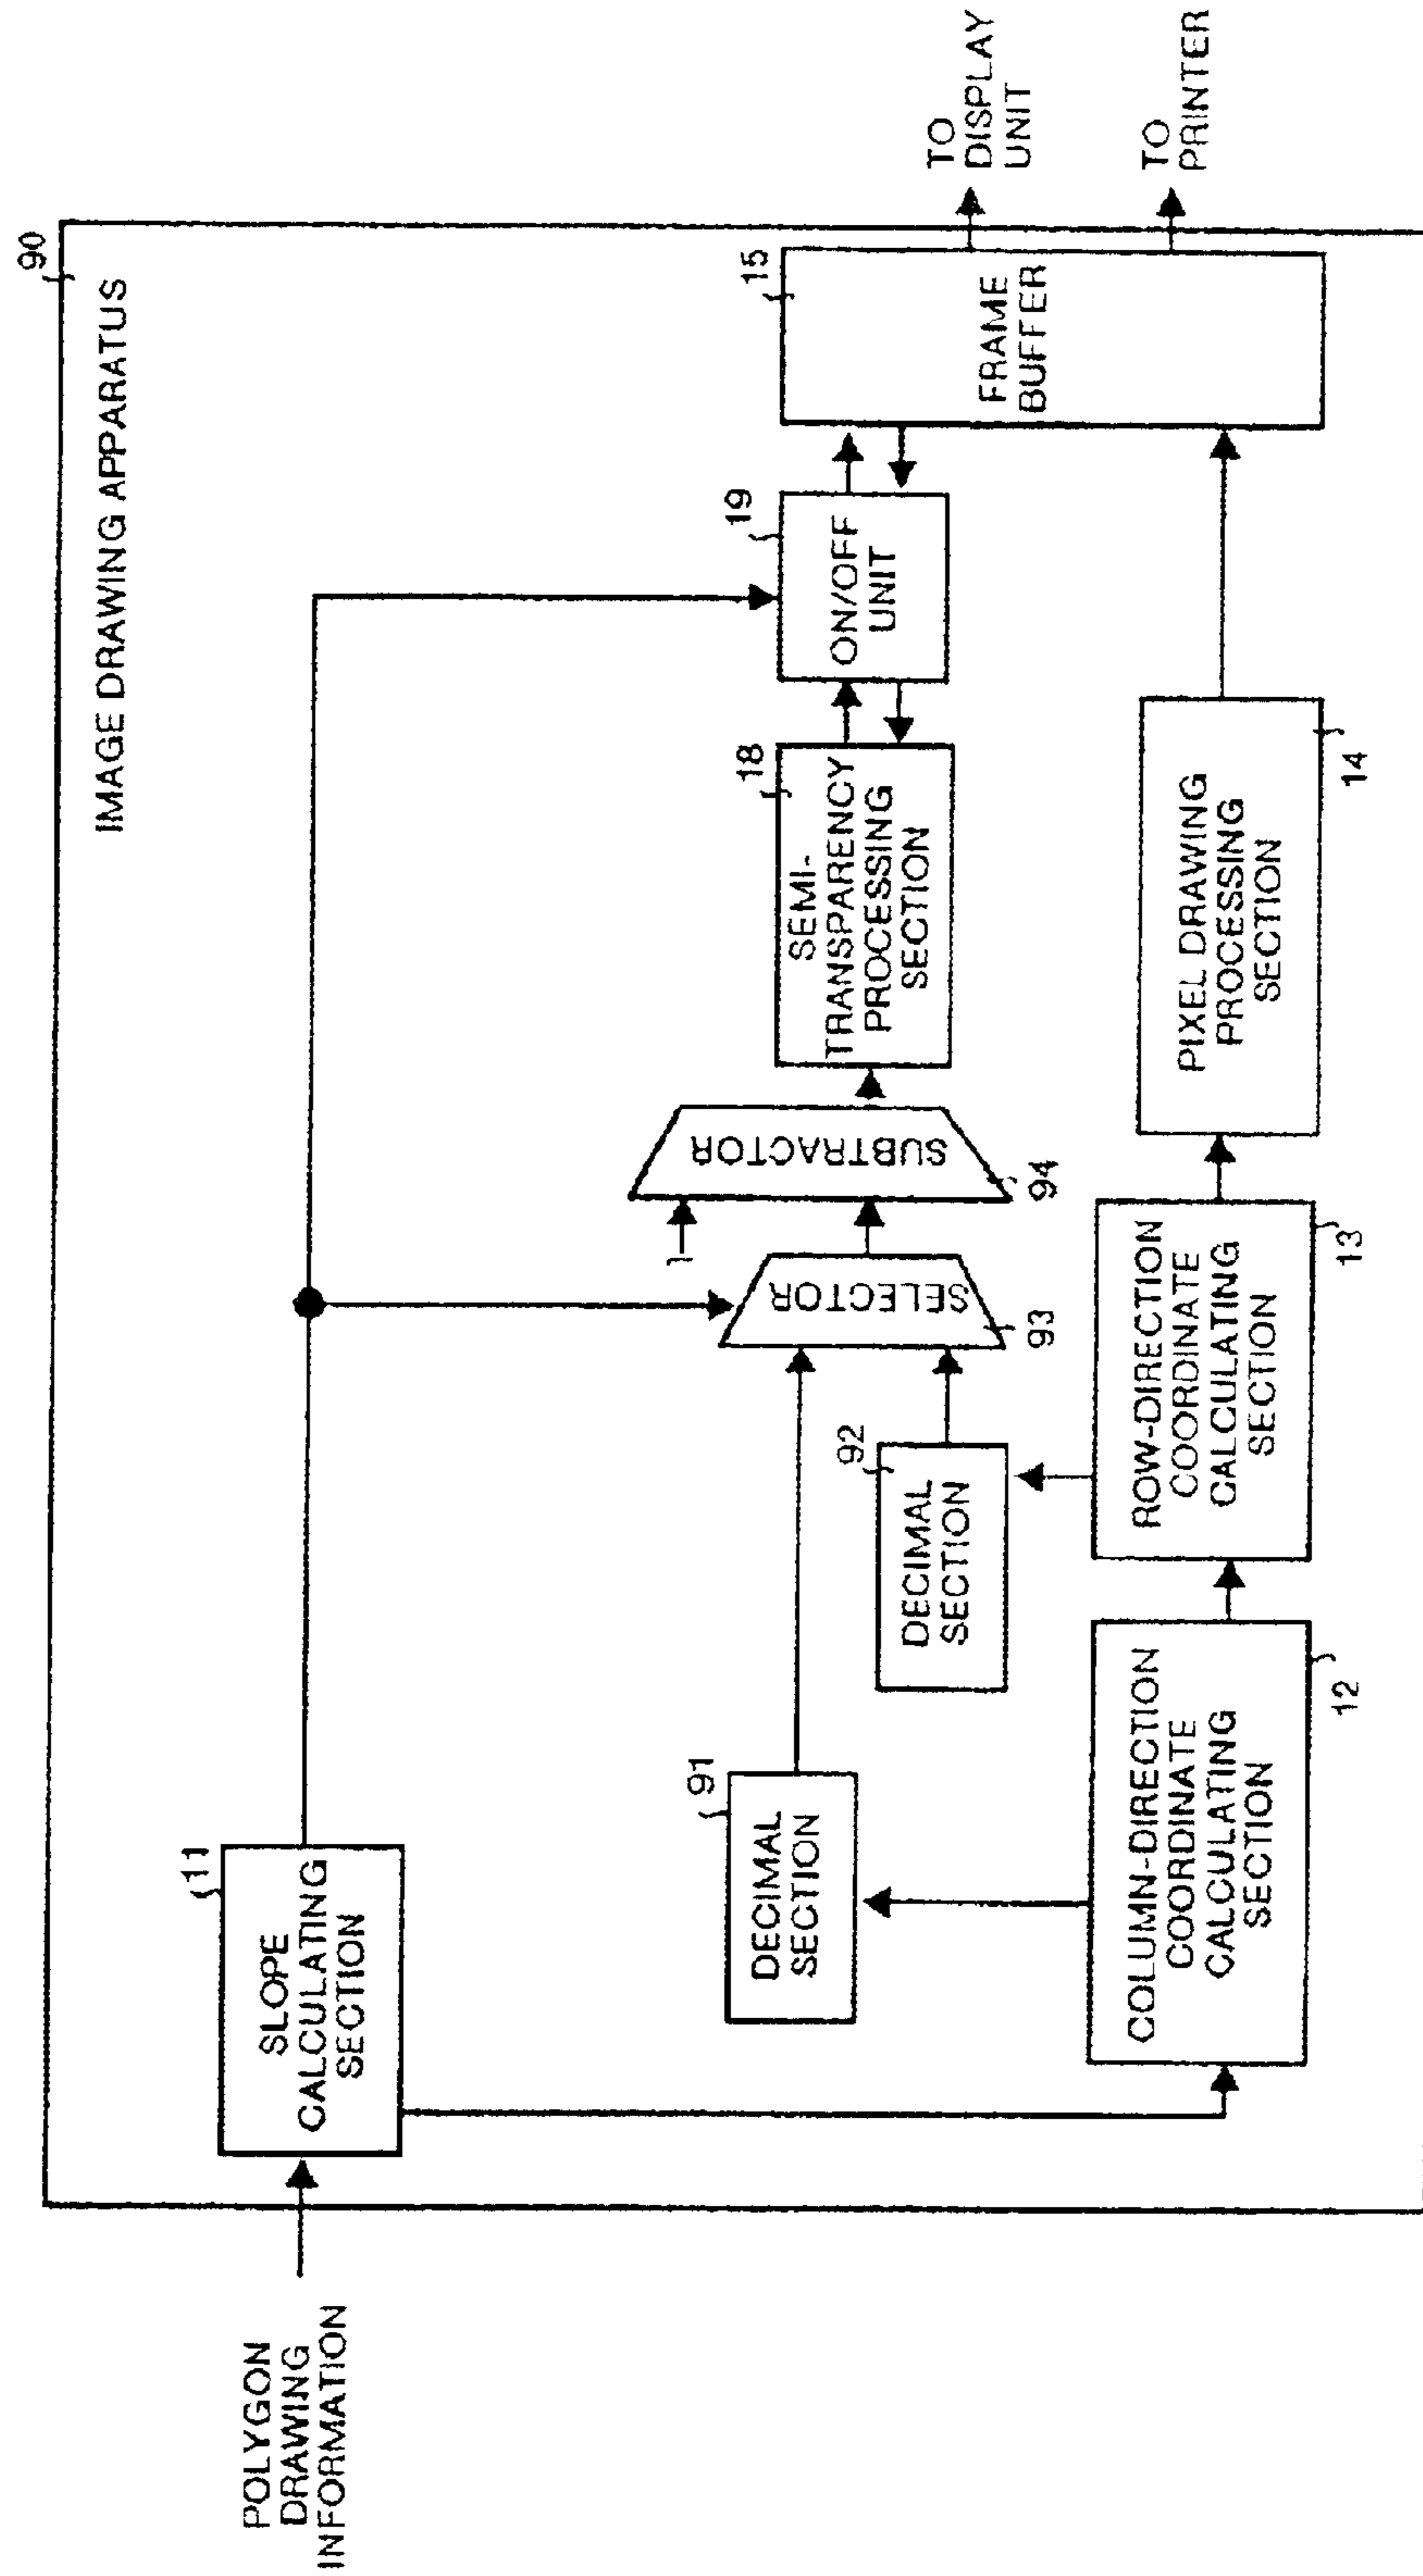 90
IMAGE DRAWING APPARATUS
POLYGON
DRAWING
INFORMATION
11
SLOPE
CALCULATING
SECTION
91
DECIMAL
SECTION
92
DECIMAL
SECTION
SELECTOR
93
1
SUBTRACTOR
94
18
SEMI-
TRANSPARENCY
PROCESSING
SECTION
19
ON/OFF
UNIT
15
FRAME
BUFFER
TO
DISPLAY
UNIT
TO
PRINTER
COLUMN-DIRECTION
COORDINATE
CALCULATING
SECTION
12
ROW-DIRECTION
COORDINATE
CALCULATING
SECTION
13
PIXEL DRAWING
PROCESSING
SECTION
14